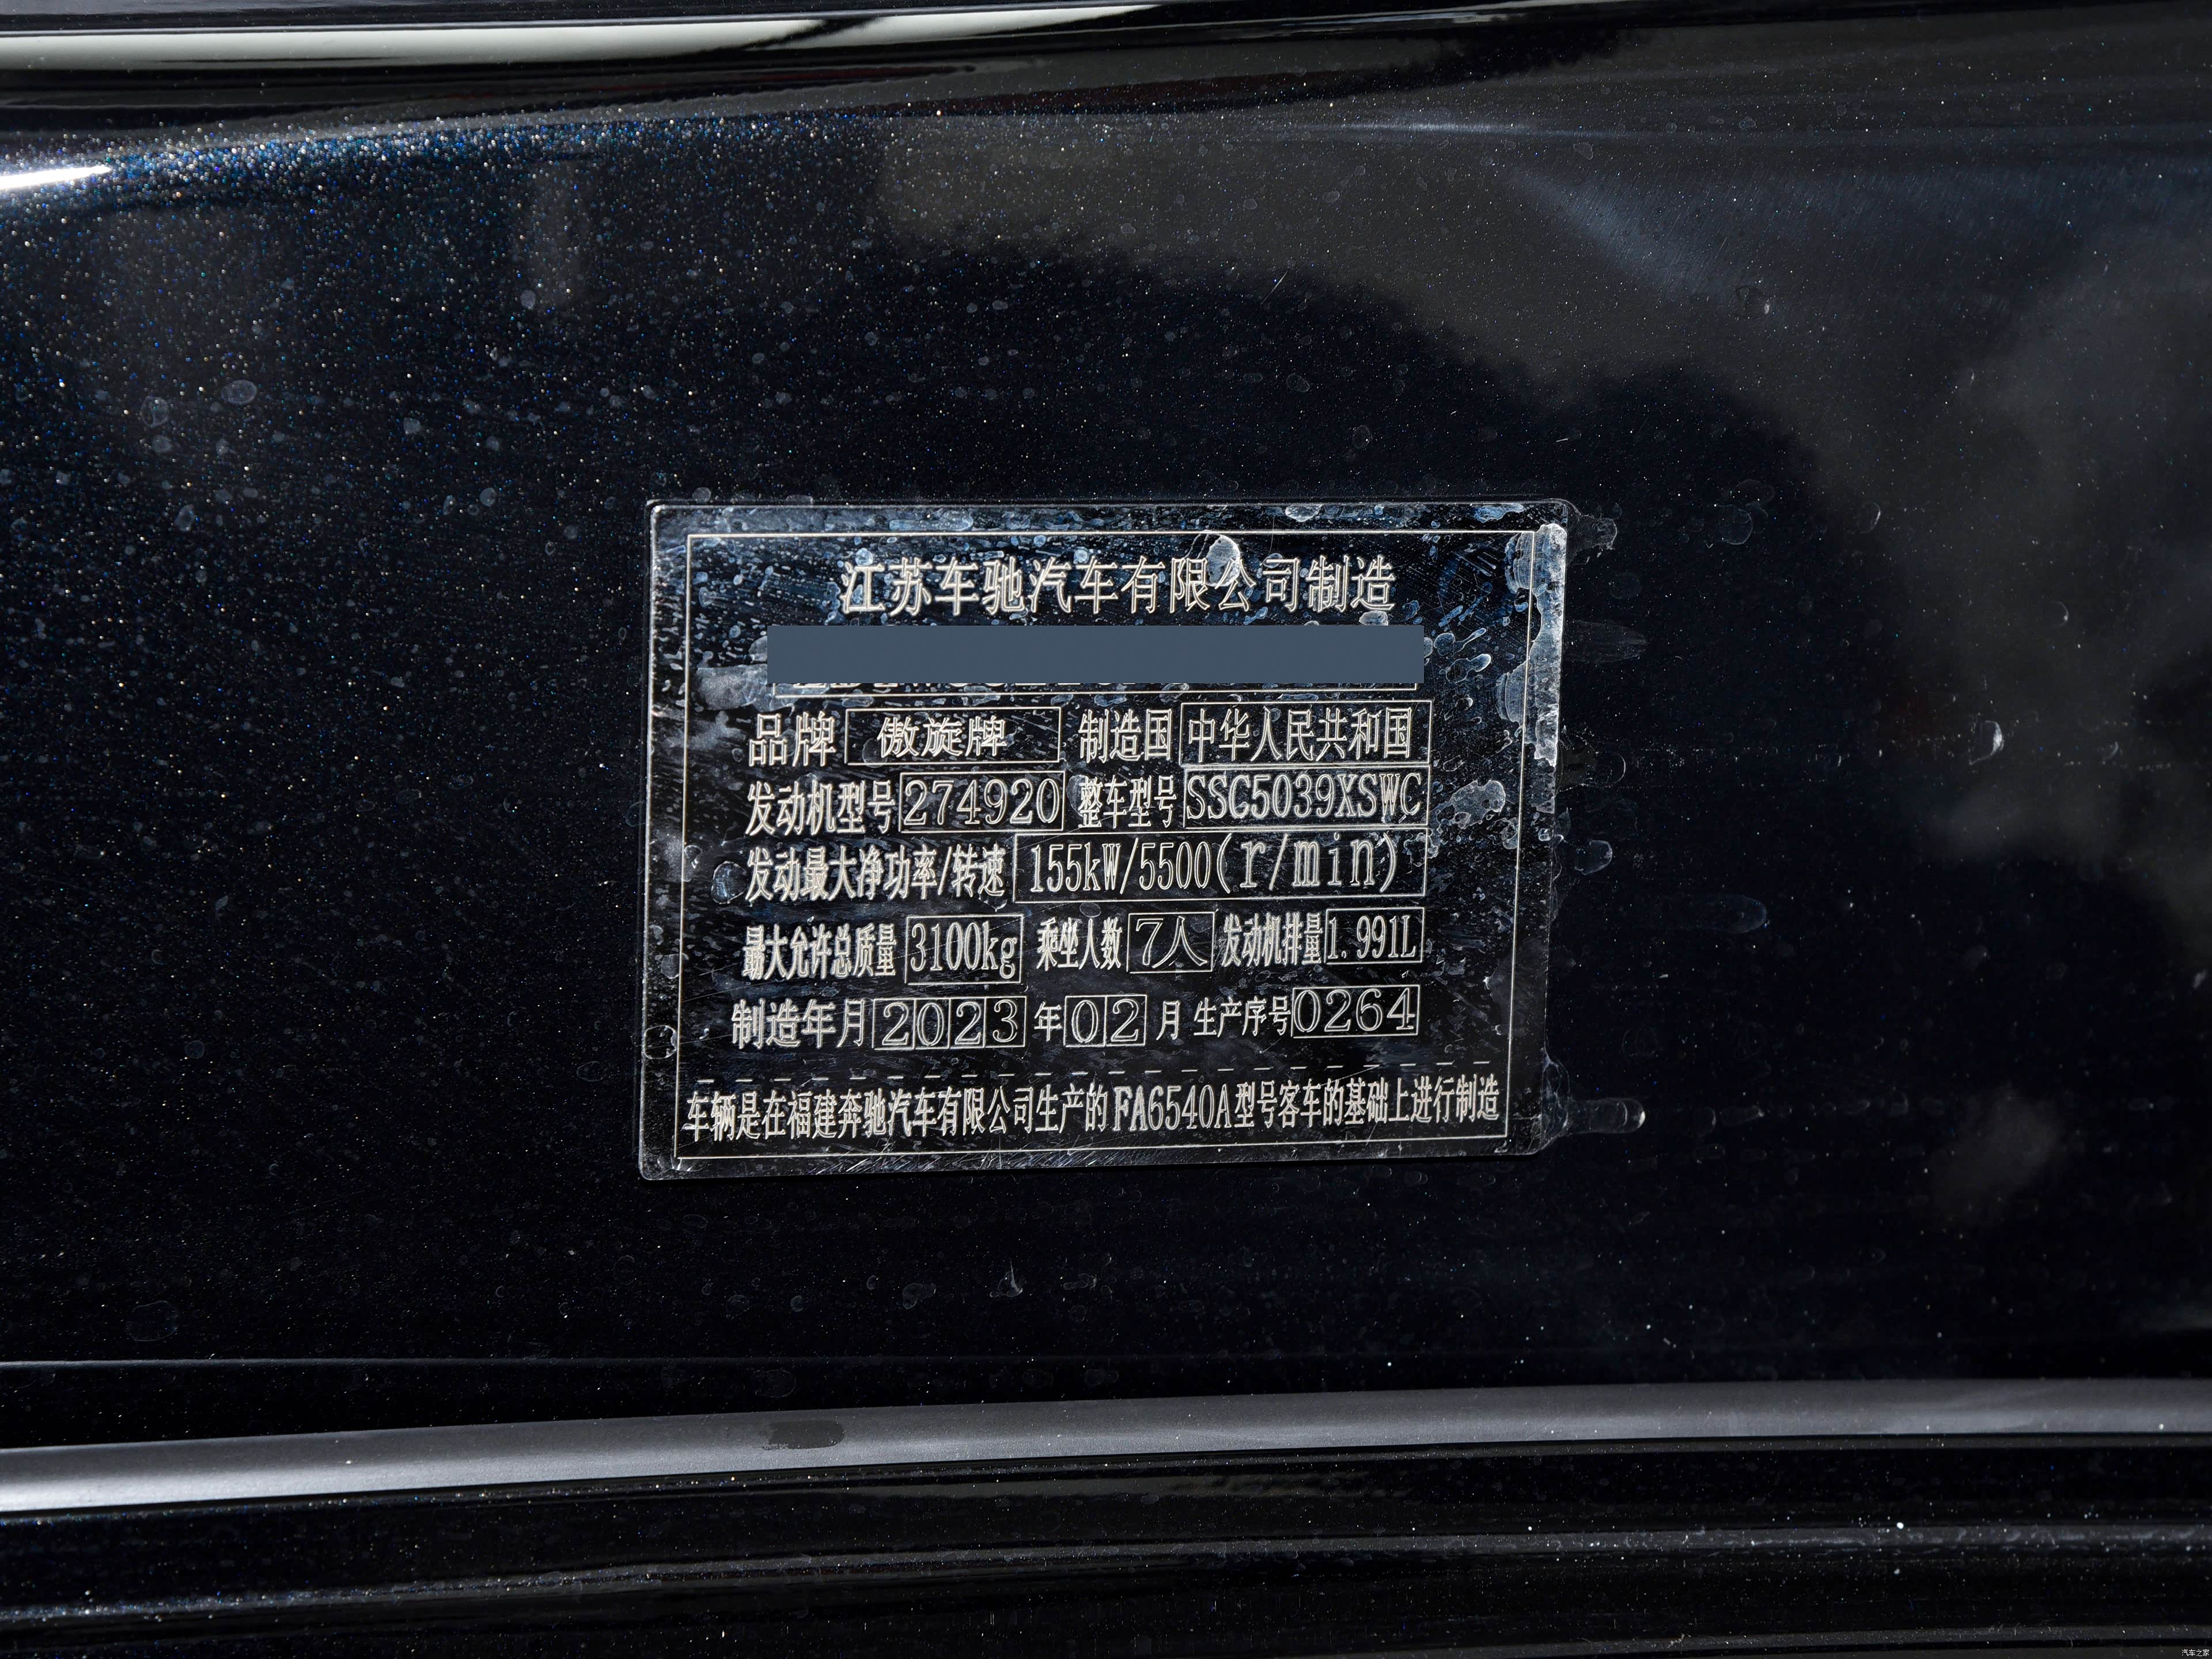 江苏车驰汽车有限公司制造
品牌 傲旋牌 制造国 中华人民共和国
发动机型号 274920 整车型号 SSC5039XSWC
发动最大净功率/转速 155kW/5500(r/min)
最大允许总质量 3100kg 乘坐人数 7人 发动机排量 1.991L
制造年月 2023 年 02 月 生产序号 0264
车辆是在福建奔驰汽车有限公司生产的FA6540A型号客车的基础上进行制造
汽车之家